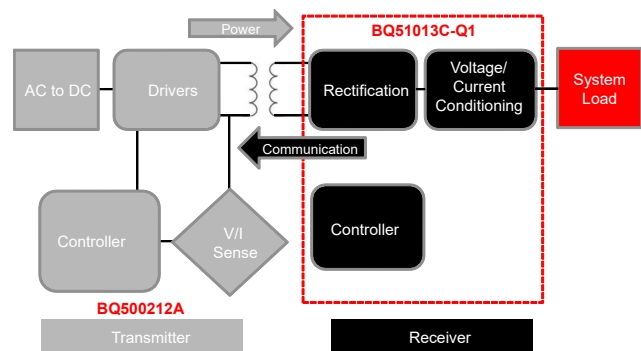 Power
BQ51013C-Q1
AC to DC
Drivers
Rectification
Voltage/
Current
Conditioning
System
Load
Communication
Controller
V/I
Sense
Controller
BQ500212A
Transmitter
Receiver